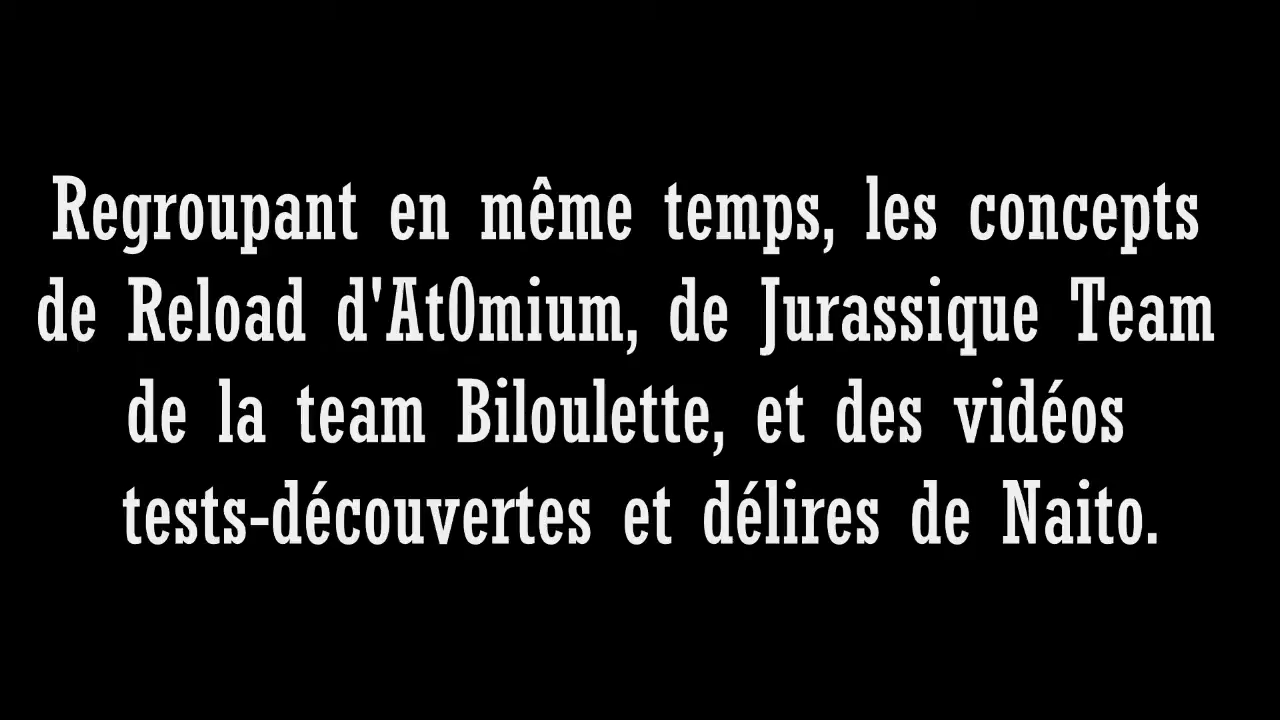 Regroupant en même temps, les concepts
de Reload d'At0mium, de Jurassique Team
de la team Biloulette, et des vidéos
tests-découvertes et délires de Naito.